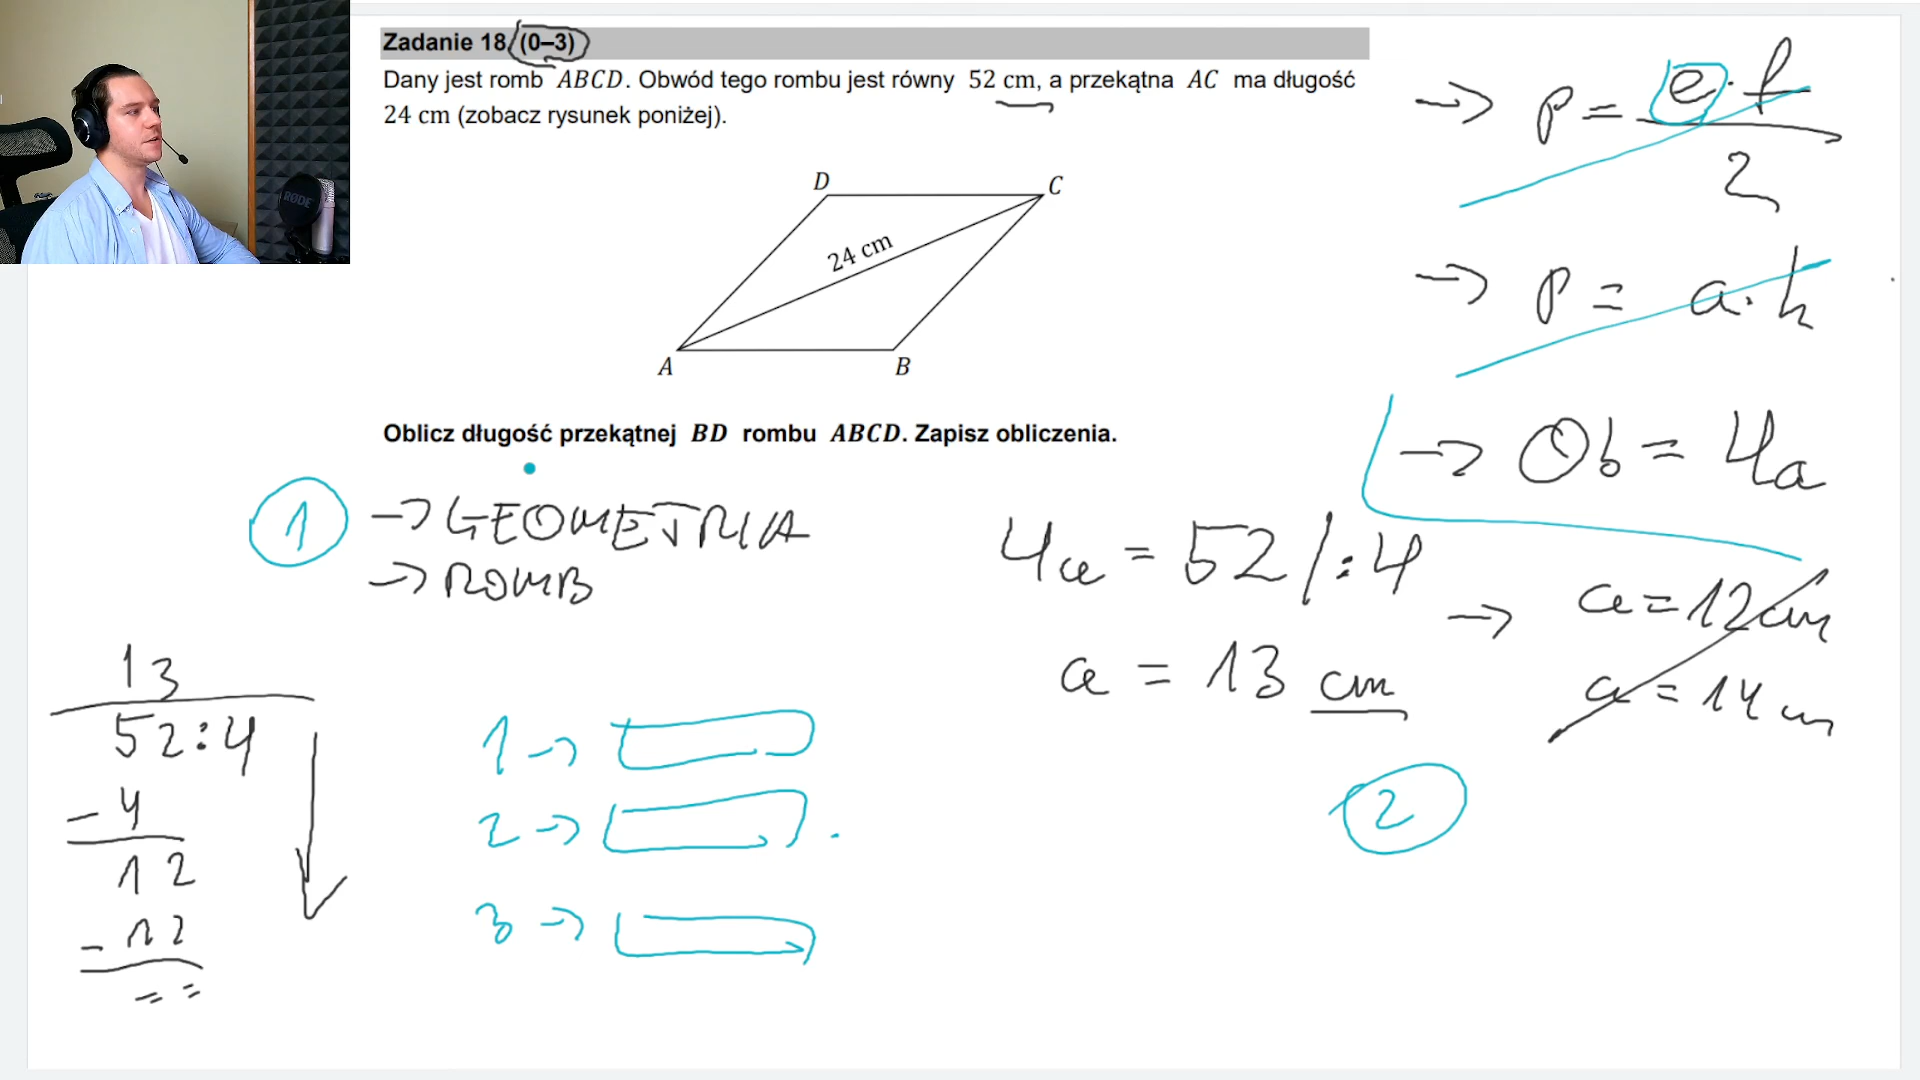 Zadanie 18. (0–3)
Dany jest romb ABCD. Obwód tego rombu jest równy 52 cm, a przekątna AC ma długość
24 cm (zobacz rysunek poniżej).
D
C
24 cm
A
B
Oblicz długość przekątnej BD rombu ABCD. Zapisz obliczenia.
RØDE
→ P = e·f / 2
→ P = a·h
→ Ob = 4a
1 → GEOMETRIA
→ ROMB
4a = 52 /:4
a = 13 cm
→ a = 12 cm
a = 14 cm
13
52:4
- 4
12
- 12
= =
1 →
2 →
3 →
2